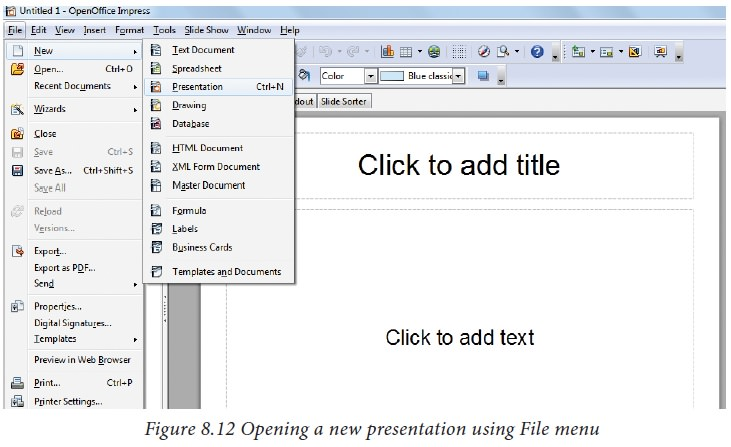 Untitled 1 - OpenOffice Impress
File Edit View Insert Format Tools Slide Show Window Help
New
Open... Ctrl+O
Recent Documents
Wizards
Close
Save Ctrl+S
Save As... Ctrl+Shift+S
Save All
Reload
Versions...
Export...
Export as PDF...
Send
Properties...
Digital Signatures...
Templates
Preview in Web Browser
Print... Ctrl+P
Printer Settings...
Text Document
Spreadsheet
Presentation Ctrl+N
Drawing
Database
HTML Document
XML Form Document
Master Document
Formula
Labels
Business Cards
Templates and Documents
Color Blue classic
dout Slide Sorter
Click to add title
Click to add text
Figure 8.12 Opening a new presentation using File menu